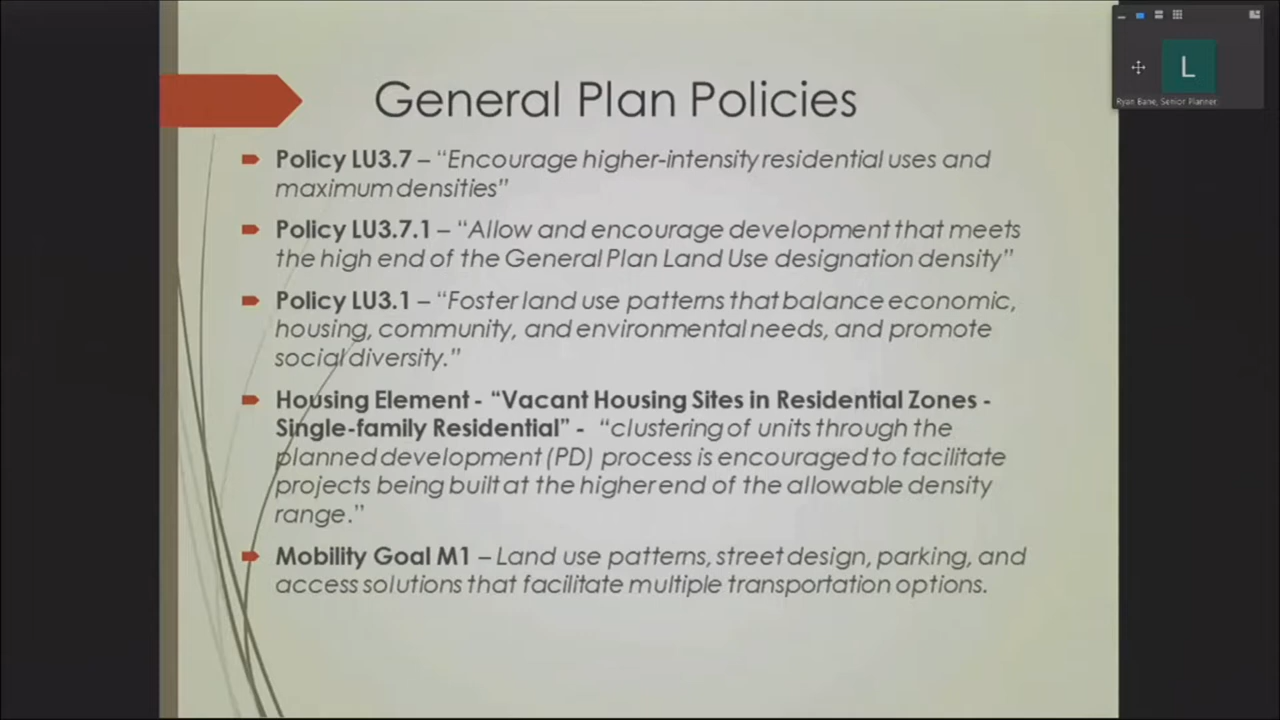 General Plan Policies
L
Ryan Bane, Senior Planner
Policy LU3.7 – “Encourage higher-intensity residential uses and
maximum densities”
Policy LU3.7.1 – “Allow and encourage development that meets
the high end of the General Plan Land Use designation density”
Policy LU3.1 – “Foster land use patterns that balance economic,
housing, community, and environmental needs, and promote
social diversity.”
Housing Element - “Vacant Housing Sites in Residential Zones -
Single-family Residential” - “clustering of units through the
planned development (PD) process is encouraged to facilitate
projects being built at the higher end of the allowable density
range.”
Mobility Goal M1 – Land use patterns, street design, parking, and
access solutions that facilitate multiple transportation options.